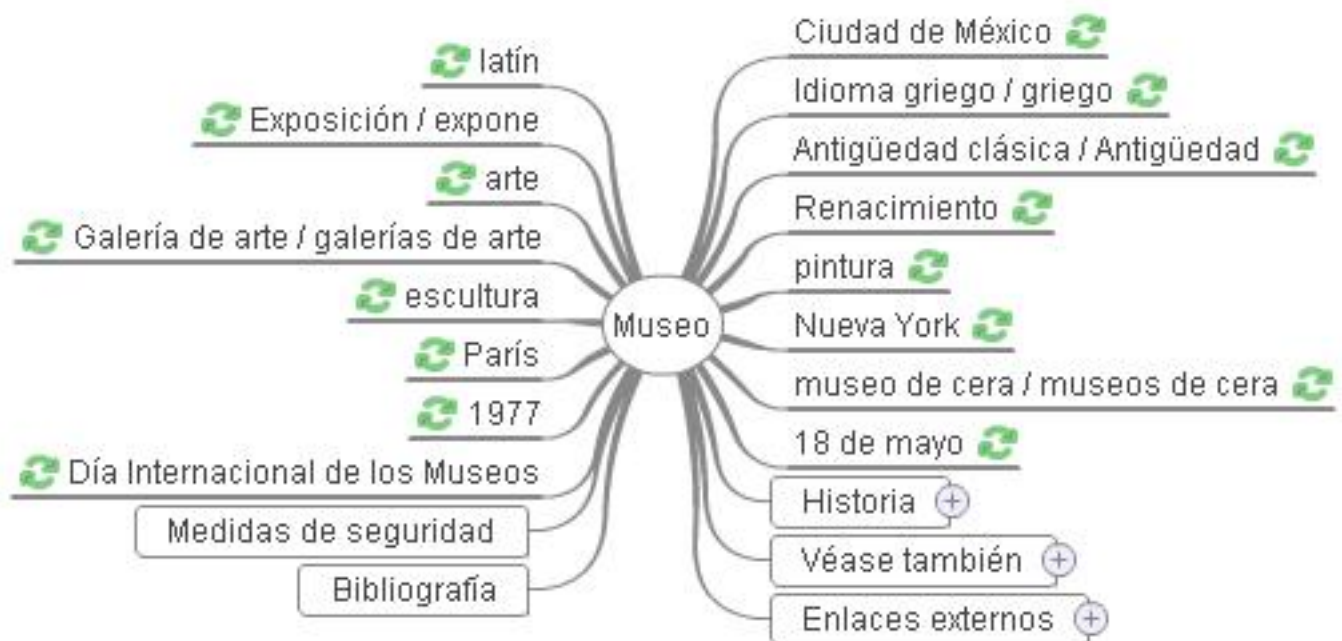 latín
Exposición / expone
arte
Galería de arte / galerías de arte
escultura
París
1977
Día Internacional de los Museos
Medidas de seguridad
Bibliografía
Museo
Ciudad de México
Idioma griego / griego
Antigüedad clásica / Antigüedad
Renacimiento
pintura
Nueva York
museo de cera / museos de cera
18 de mayo
Historia
Véase también
Enlaces externos